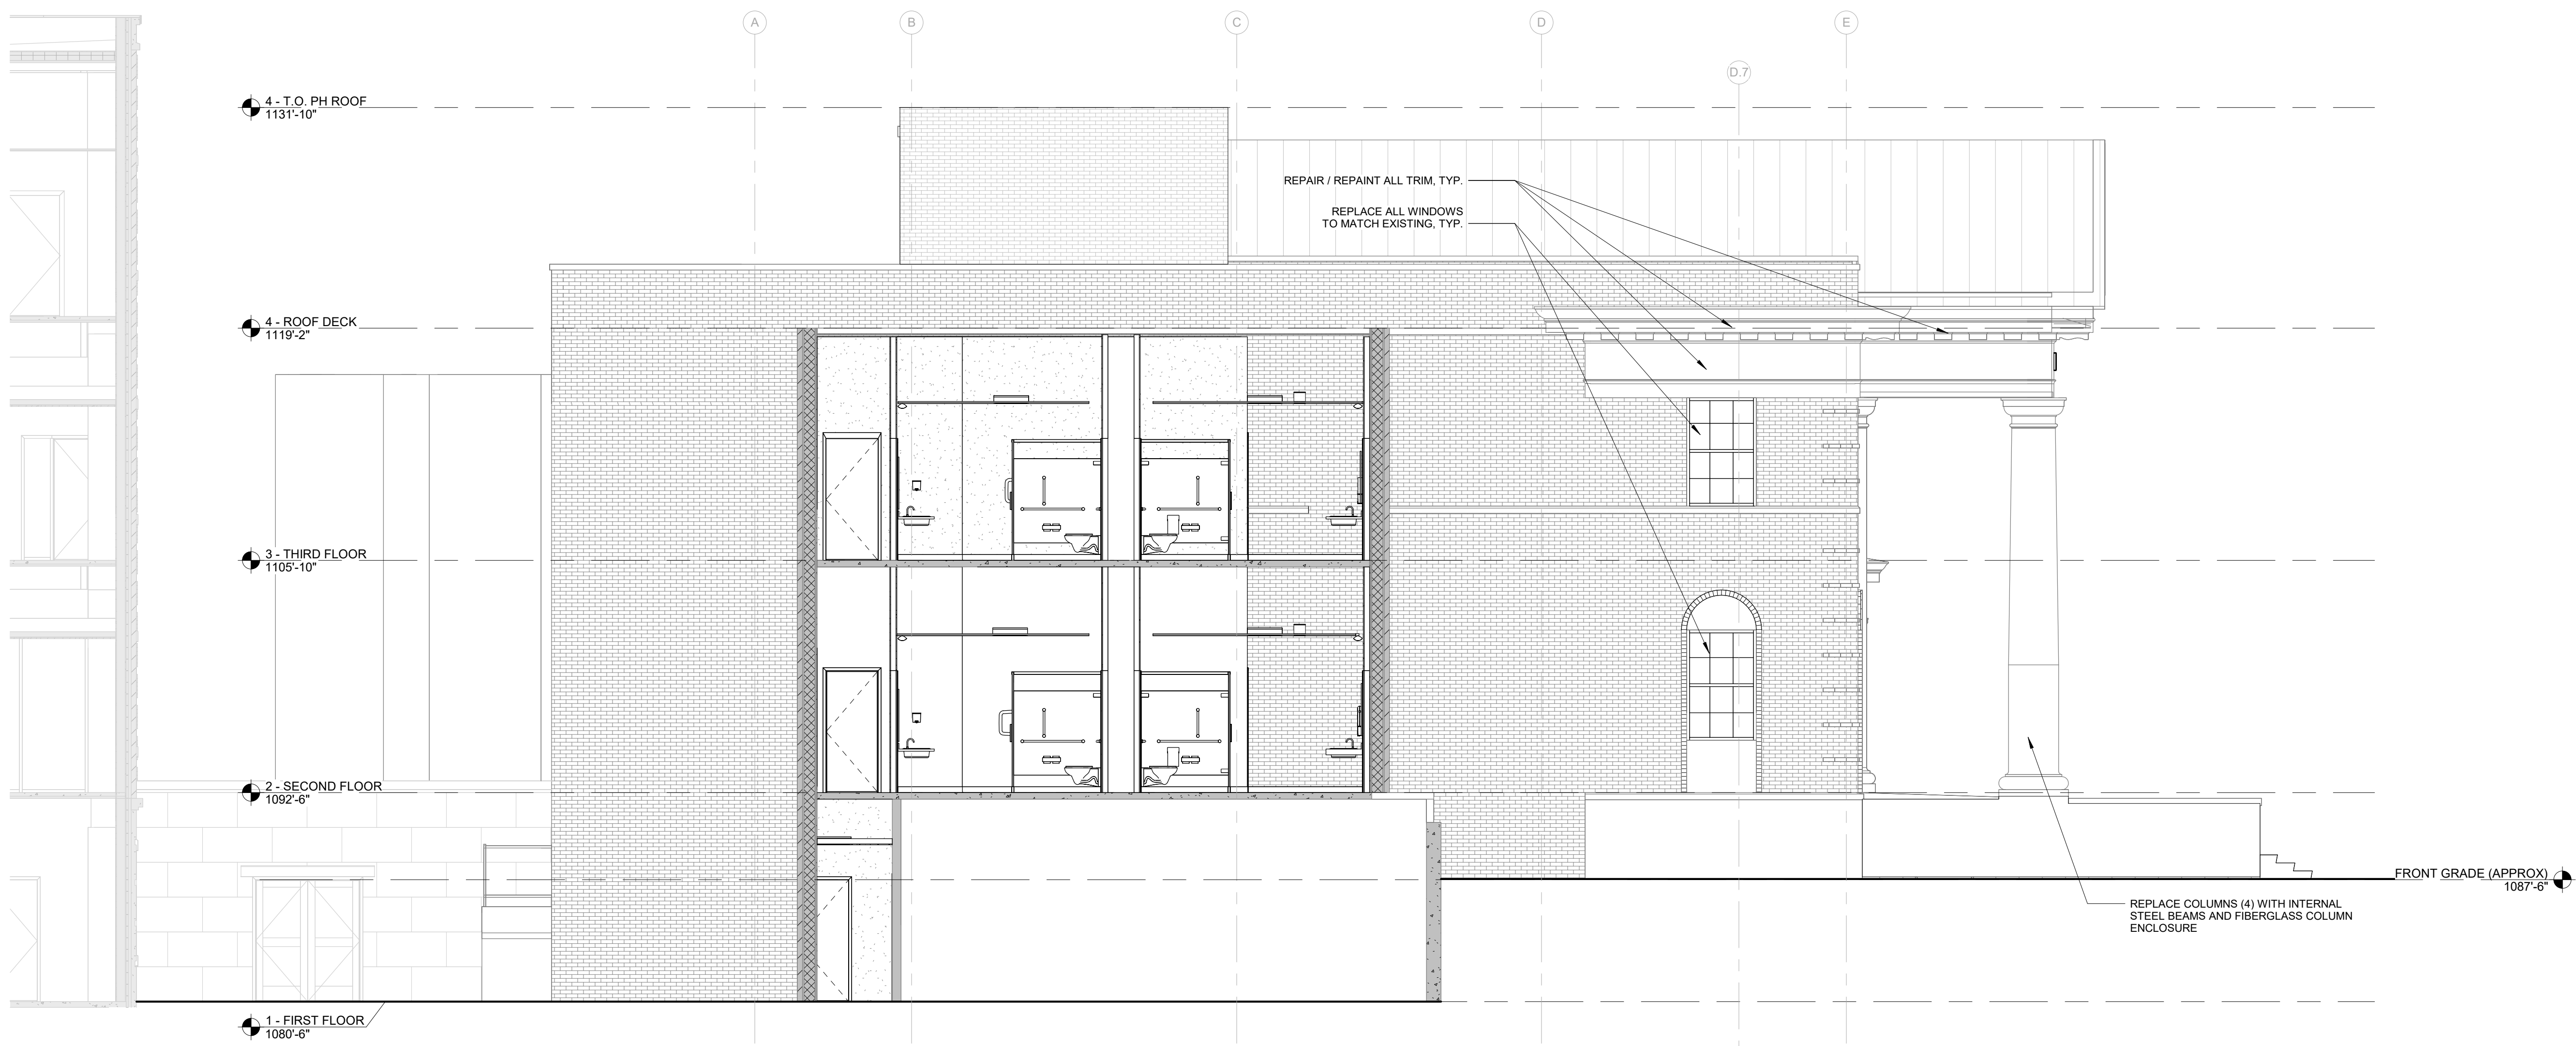 A
B
C
D
E
D.7
4 - T.O. PH ROOF
1131'-10"
REPAIR / REPAINT ALL TRIM, TYP.
REPLACE ALL WINDOWS
TO MATCH EXISTING, TYP.
4 - ROOF DECK
1119'-2"
3 - THIRD FLOOR
1105'-10"
2 - SECOND FLOOR
1092'-6"
FRONT GRADE (APPROX)
1087'-6"
REPLACE COLUMNS (4) WITH INTERNAL
STEEL BEAMS AND FIBERGLASS COLUMN
ENCLOSURE
1 - FIRST FLOOR
1080'-6"